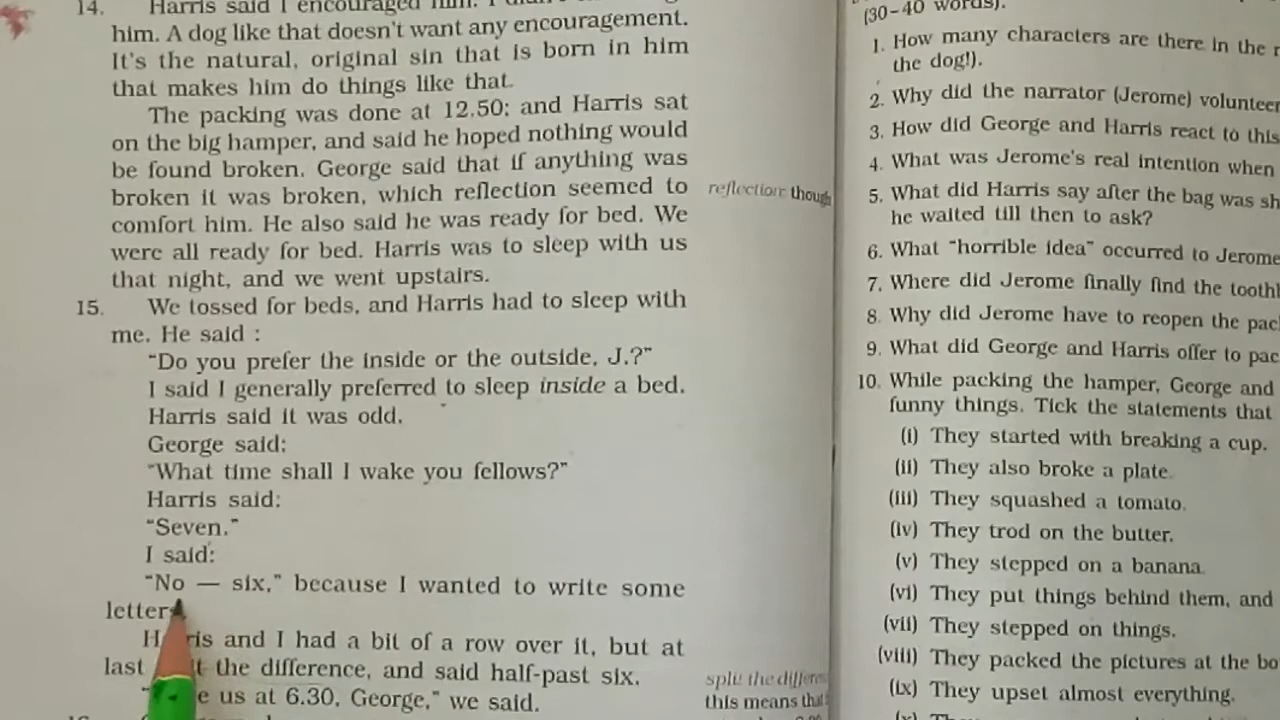 14. Harris said I encouraged him. I
him. A dog like that doesn't want any encouragement.
It's the natural, original sin that is born in him
that makes him do things like that.
The packing was done at 12.50; and Harris sat
on the big hamper, and said he hoped nothing would
be found broken. George said that if anything was
broken it was broken, which reflection seemed to
comfort him. He also said he was ready for bed. We
were all ready for bed. Harris was to sleep with us
that night, and we went upstairs.
15. We tossed for beds, and Harris had to sleep with
me. He said :
"Do you prefer the inside or the outside, J.?"
I said I generally preferred to sleep inside a bed.
Harris said it was odd.
George said:
"What time shall I wake you fellows?"
Harris said:
"Seven."
I said:
"No — six," because I wanted to write some
letters
and I had a bit of a row over it, but at
last the difference, and said half-past six.
us at 6.30, George," we said.
reflection: though
split the
this means that
(30–40 words).
1. How many characters are there in the
the dog!).
2. Why did the narrator (Jerome) volunteer
3. How did George and Harris react to this
4. What was Jerome's real intention when
5. What did Harris say after the bag was sh
he waited till then to ask?
6. What "horrible idea" occurred to Jerome
7. Where did Jerome finally find the tooth
8. Why did Jerome have to reopen the pac
9. What did George and Harris offer to pac
10. While packing the hamper, George and
funny things. Tick the statements that
(i) They started with breaking a cup.
(ii) They also broke a plate.
(iii) They squashed a tomato.
(iv) They trod on the butter.
(v) They stepped on a banana.
(vi) They put things behind them, and
(vii) They stepped on things.
(viii) They packed the pictures at the bo
(ix) They upset almost everything.